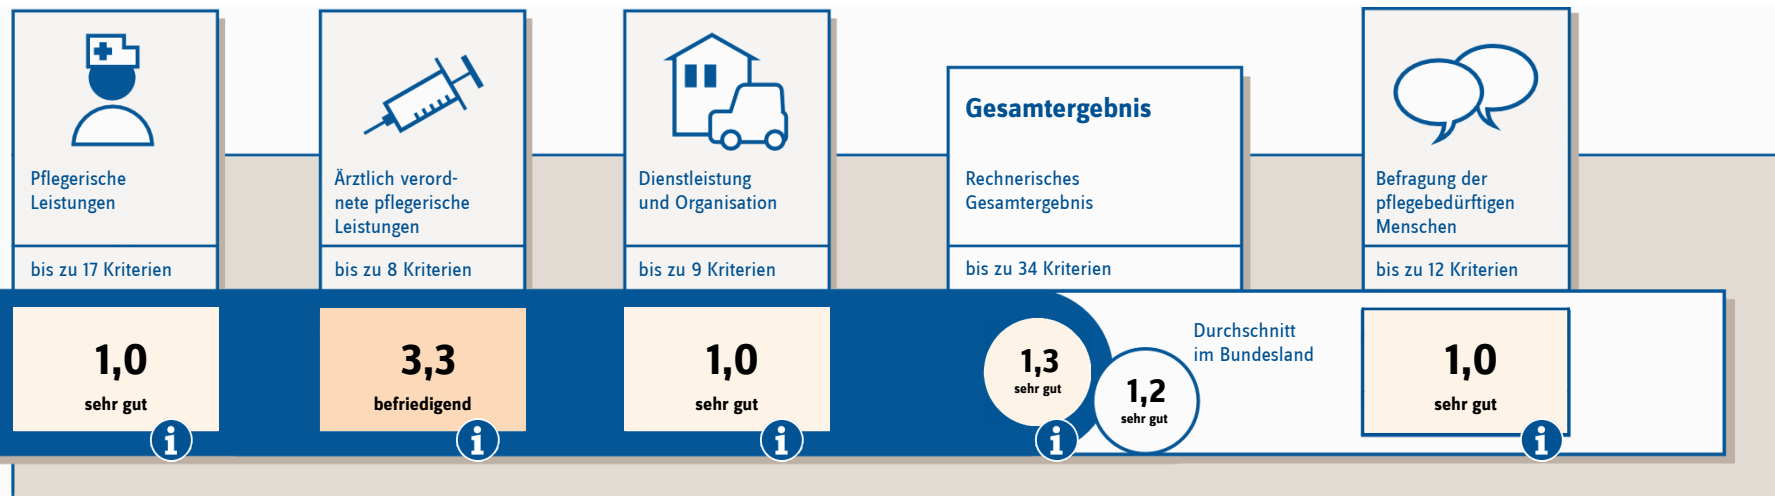 Pflegerische
Leistungen
bis zu 17 Kriterien
1,0
sehr gut
i
Ärztlich verord-
nete pflegerische
Leistungen
bis zu 8 Kriterien
3,3
befriedigend
i
Dienstleistung
und Organisation
bis zu 9 Kriterien
1,0
sehr gut
i
Gesamtergebnis
Rechnerisches
Gesamtergebnis
bis zu 34 Kriterien
1,3
sehr gut
i
Durchschnitt
im Bundesland
1,2
sehr gut
Befragung der
pflegebedürftigen
Menschen
bis zu 12 Kriterien
1,0
sehr gut
i